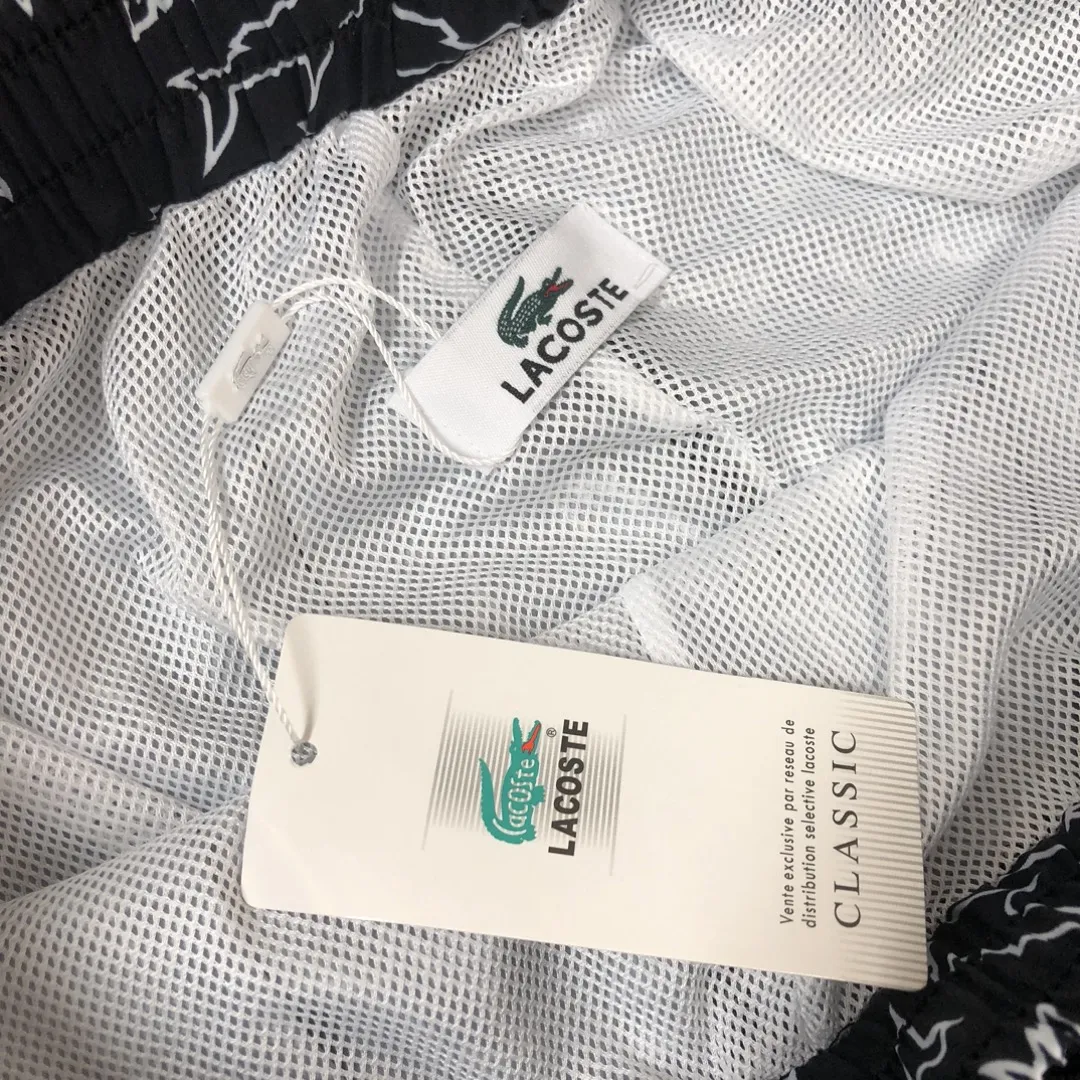 LACOSTE
lacoste
LACOSTE®
Vente exclusive par reseau de
distribution selective lacoste
CLASSIC